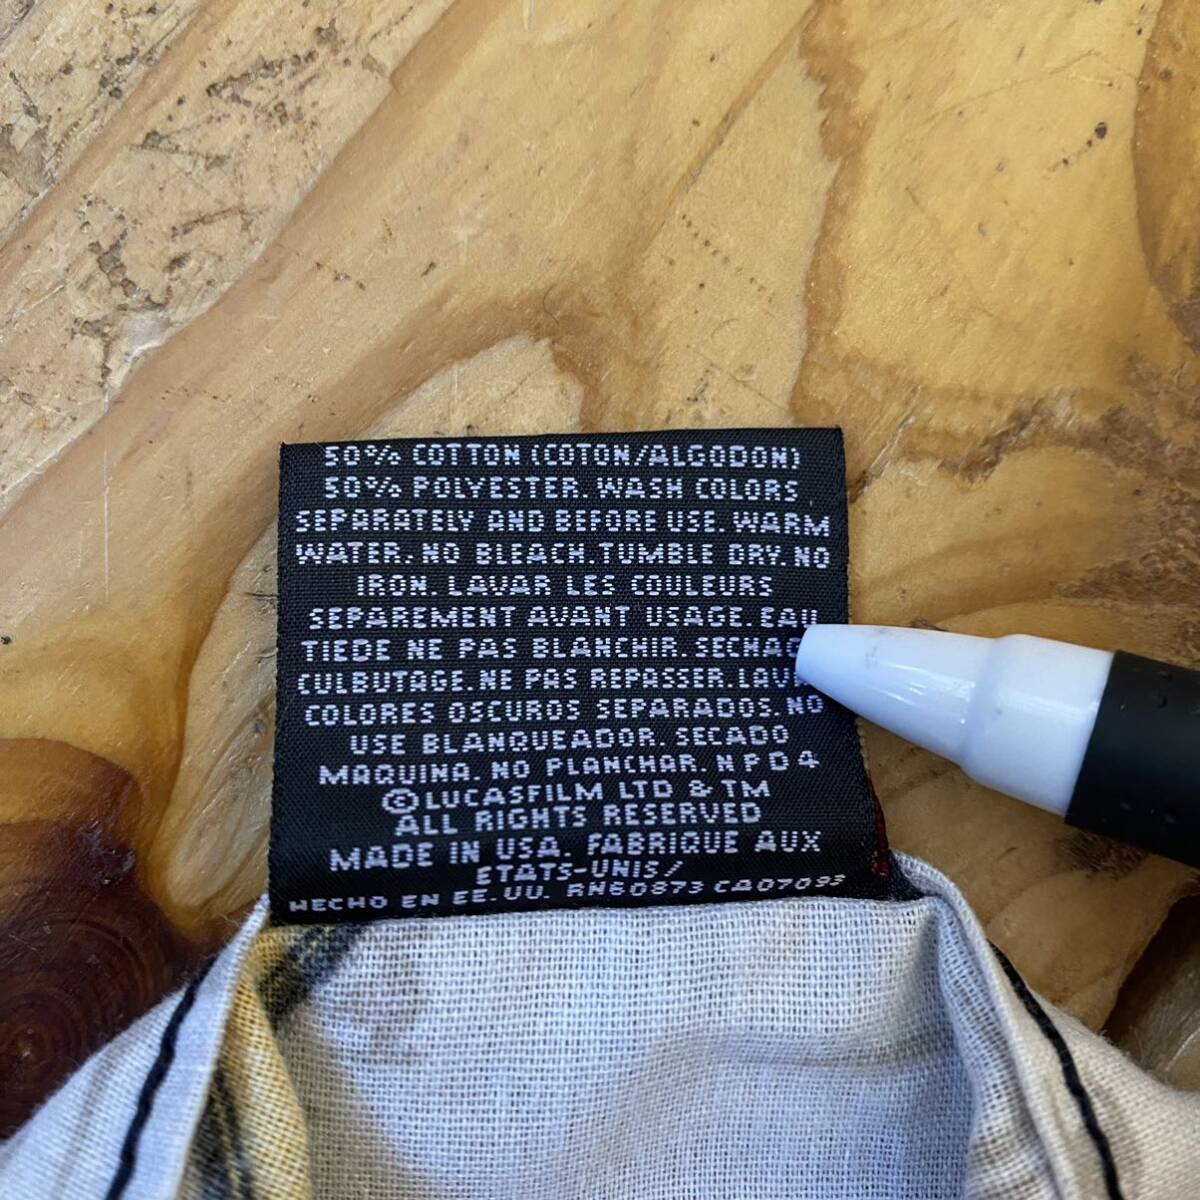 50% COTTON (COTON/ALGODON)
50% POLYESTER. WASH COLORS
SEPARATELY AND BEFORE USE. WARM
WATER. NO BLEACH. TUMBLE DRY. NO
IRON. LAVAR LES COULEURS
SEPAREMENT AVANT USAGE. EAU
TIEDE NE PAS BLANCHIR.
CULBUTAGE. NE PAS REPASSER.
COLORES OSCUROS SEPARADOS. NO
USE BLANQUEADOR. SECADO
MAQUINA. NO PLANCHAR. N P D 4
© LUCASFILM LTD & TM
ALL RIGHTS RESERVED
MADE IN USA. FABRIQUE AUX
ETATS-UNIS/
HECHO EN EE. UU. RN60873 CA07093